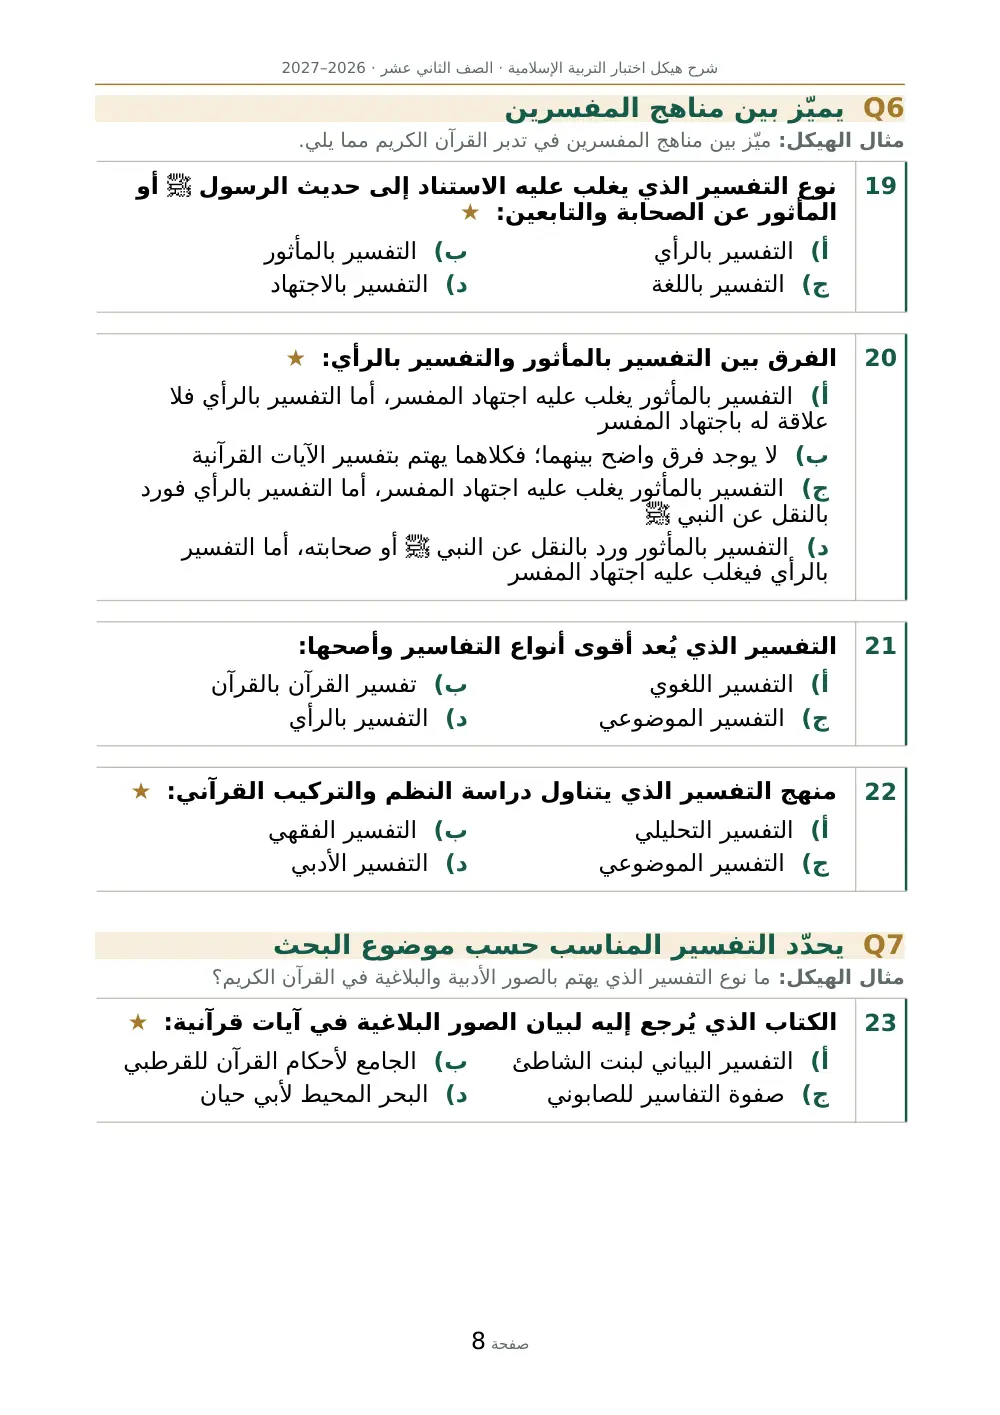 شرح هيكل اختبار التربية الإسلامية · الصف الثاني عشر · 2026–2027
Q6 يميّز بين مناهج المفسرين
مثال الهيكل: ميّز بين مناهج المفسرين في تدبر القرآن الكريم مما يلي.
19 نوع التفسير الذي يغلب عليه الاستناد إلى حديث الرسول ﷺ أو
المأثور عن الصحابة والتابعين: ★
أ) التفسير بالرأي ب) التفسير بالمأثور
ج) التفسير باللغة د) التفسير بالاجتهاد
20 الفرق بين التفسير بالمأثور والتفسير بالرأي: ★
أ) التفسير بالمأثور يغلب عليه اجتهاد المفسر، أما التفسير بالرأي فلا
علاقة له باجتهاد المفسر
ب) لا يوجد فرق واضح بينهما؛ فكلاهما يهتم بتفسير الآيات القرآنية
ج) التفسير بالمأثور يغلب عليه اجتهاد المفسر، أما التفسير بالرأي فورد
بالنقل عن النبي ﷺ
د) التفسير بالمأثور ورد بالنقل عن النبي ﷺ أو صحابته، أما التفسير
بالرأي فيغلب عليه اجتهاد المفسر
21 التفسير الذي يُعد أقوى أنواع التفاسير وأصحها:
أ) التفسير اللغوي ب) تفسير القرآن بالقرآن
ج) التفسير الموضوعي د) التفسير بالرأي
22 منهج التفسير الذي يتناول دراسة النظم والتركيب القرآني: ★
أ) التفسير التحليلي ب) التفسير الفقهي
ج) التفسير الموضوعي د) التفسير الأدبي
Q7 يحدّد التفسير المناسب حسب موضوع البحث
مثال الهيكل: ما نوع التفسير الذي يهتم بالصور الأدبية والبلاغية في القرآن الكريم؟
23 الكتاب الذي يُرجع إليه لبيان الصور البلاغية في آيات قرآنية: ★
أ) التفسير البياني لبنت الشاطئ ب) الجامع لأحكام القرآن للقرطبي
ج) صفوة التفاسير للصابوني د) البحر المحيط لأبي حيان
صفحة 8